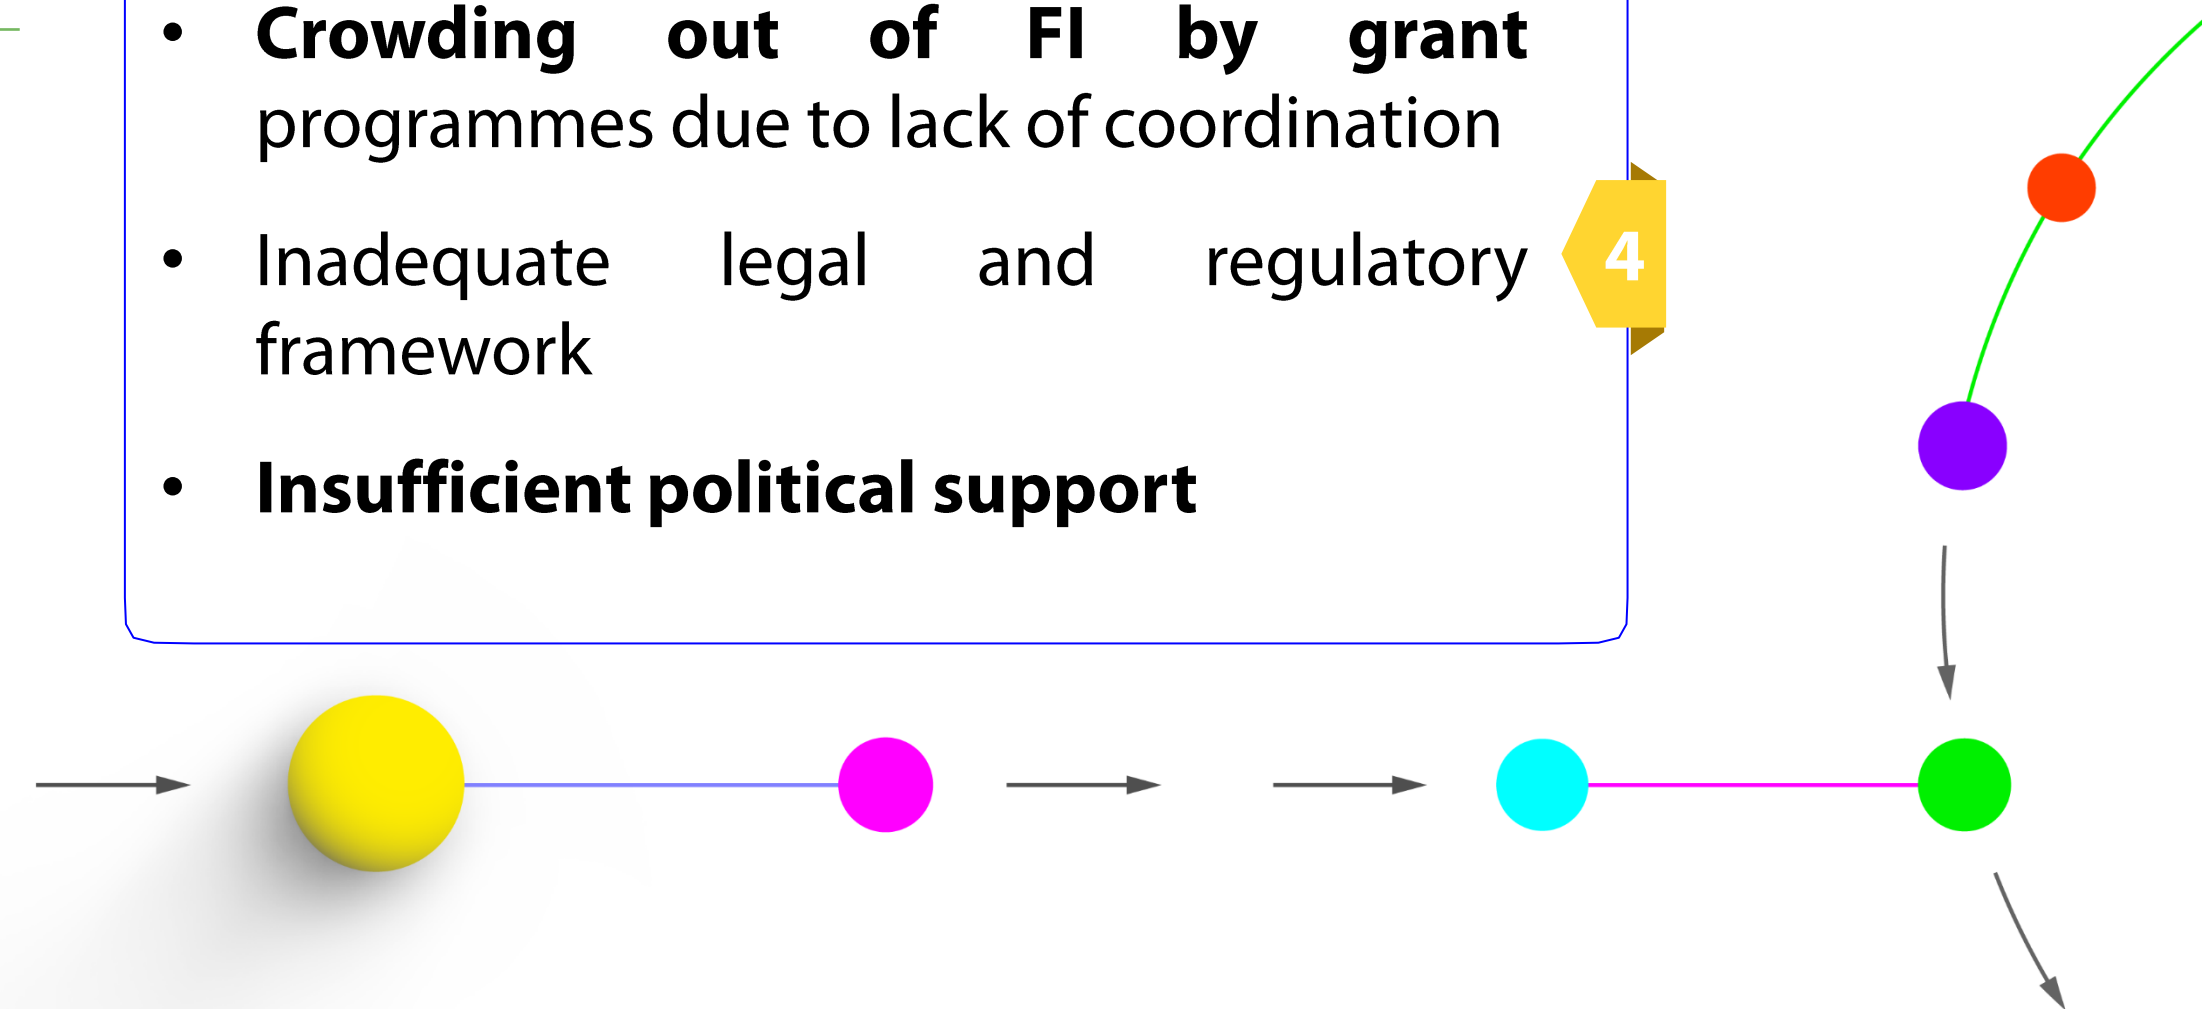 • Crowding out of FI by grant
programmes due to lack of coordination
• Inadequate legal and regulatory
framework
4
• Insufficient political support